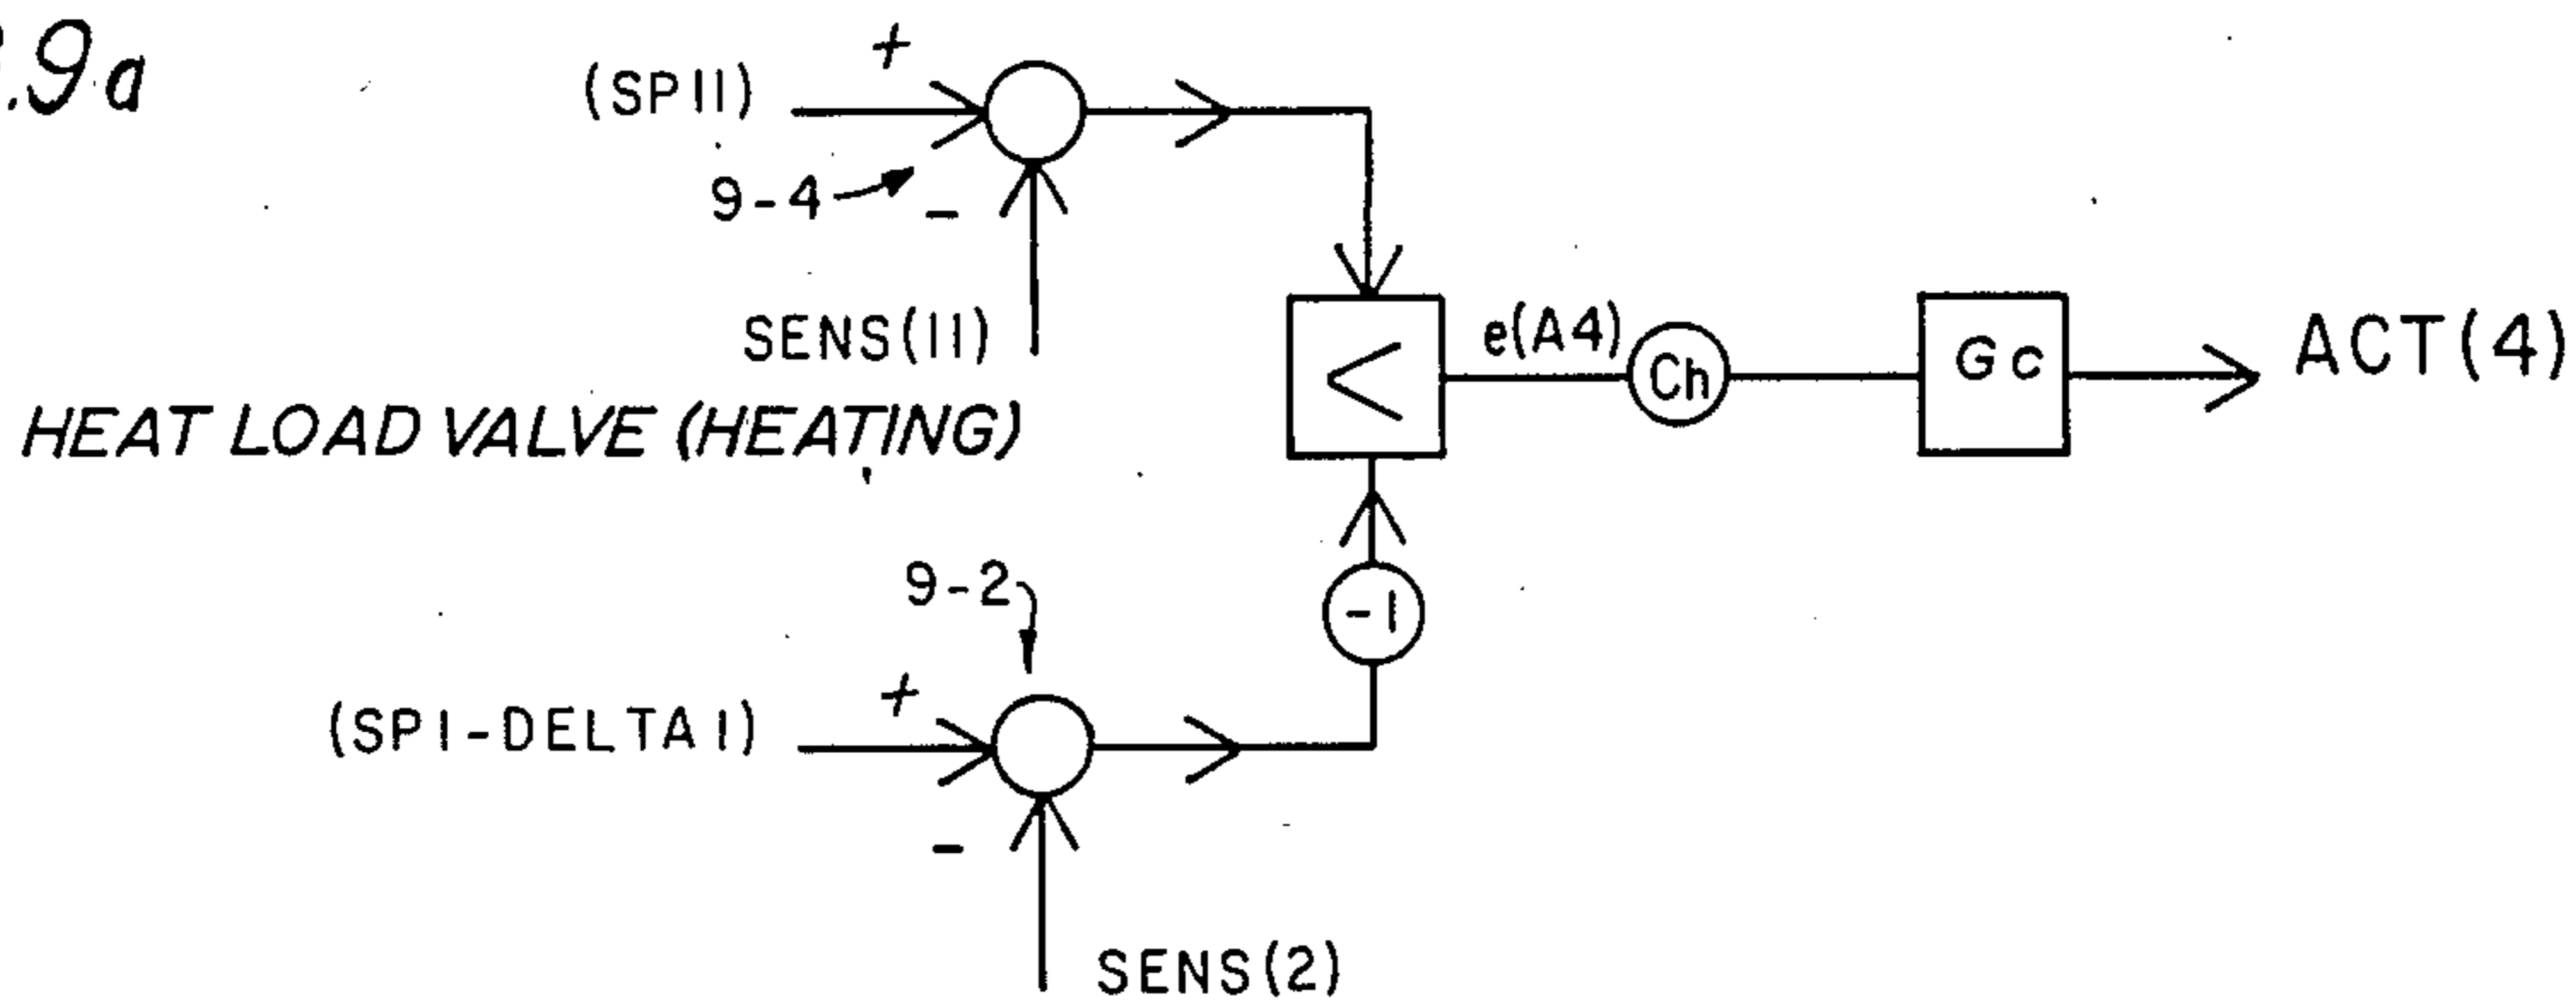 .9a
+
(SP11)
9-4
-
SENS(11)
HEAT LOAD VALVE (HEATING)
<
e(A4)
Ch
Gc
ACT(4)
-1
9-2
+
(SP1-DELTA1)
-
SENS(2)